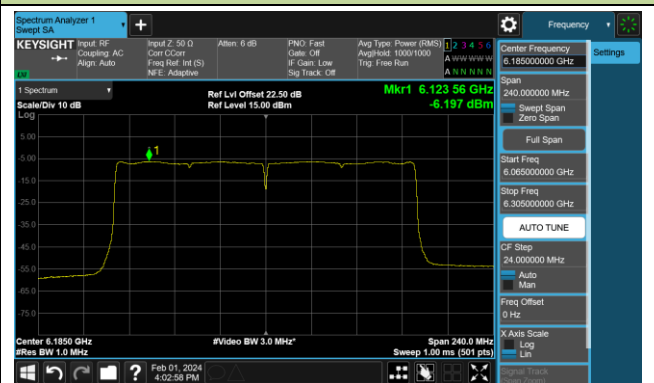 Spectrum Analyzer 1
Swept SA
+
Frequency
KEYSIGHT
Input: RF
Coupling: AC
Align: Auto
Input Z: 50 Ω
Corr CCorr
Freq Ref: Int (S)
NFE: Adaptive
Atten: 6 dB
PNO: Fast
Gate: Off
IF Gain: Low
Sig Track: Off
Avg Type: Power (RMS)
Avg|Hold: 1000/1000
Trig: Free Run
1 2 3 4 5 6
A W W W W W
A N N N N N
LXI
1 Spectrum
Scale/Div 10 dB
Log
Ref Lvl Offset 22.50 dB
Ref Level 15.00 dBm
Mkr1 6.123 56 GHz
-6.197 dBm
1
5.00
-5.00
-15.0
-25.0
-35.0
-45.0
-55.0
-65.0
-75.0
Center 6.1850 GHz
#Res BW 1.0 MHz
#Video BW 3.0 MHz*
Span 240.0 MHz
Sweep 1.00 ms (501 pts)
Center Frequency
6.185000000 GHz
Settings
Span
240.000000 MHz
Swept Span
Zero Span
Full Span
Start Freq
6.065000000 GHz
Stop Freq
6.305000000 GHz
AUTO TUNE
CF Step
24.000000 MHz
Auto
Man
Freq Offset
0 Hz
X Axis Scale
Log
Lin
Signal Track
(Span Zoom)
?
Feb 01, 2024
4:02:58 PM